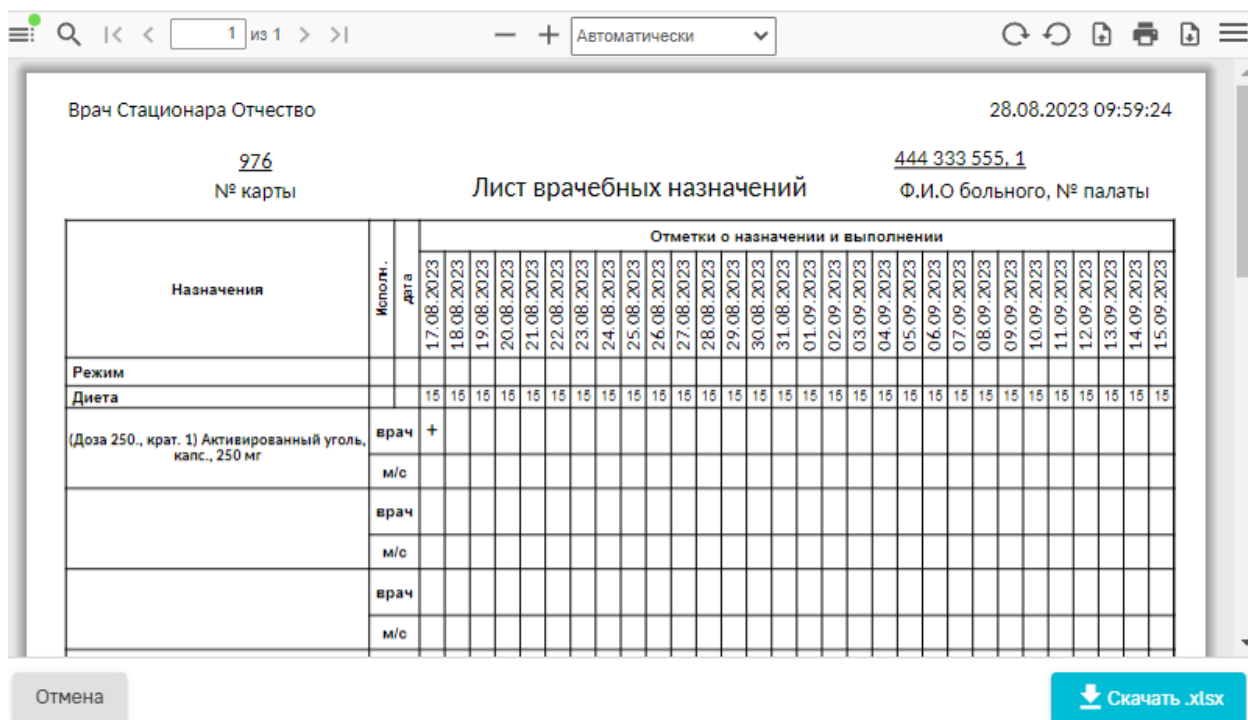 1 из 1 Автоматически
Врач Стационара Отчество 28.08.2023 09:59:24
976 444 333 555, 1
№ карты Лист врачебных назначений Ф.И.О больного, № палаты
Назначения Исполн. дата Отметки о назначении и выполнении
17.08.2023 18.08.2023 19.08.2023 20.08.2023 21.08.2023 22.08.2023 23.08.2023 24.08.2023 25.08.2023 26.08.2023 27.08.2023 28.08.2023 29.08.2023 30.08.2023 31.08.2023 01.09.2023 02.09.2023 03.09.2023 04.09.2023 05.09.2023 06.09.2023 07.09.2023 08.09.2023 09.09.2023 10.09.2023 11.09.2023 12.09.2023 13.09.2023 14.09.2023 15.09.2023
Режим
Диета 15 15 15 15 15 15 15 15 15 15 15 15 15 15 15 15 15 15 15 15 15 15 15 15 15 15 15 15 15
(Доза 250., крат. 1) Активированный уголь,
капс., 250 мг
врач +
м/с
врач
м/с
врач
м/с
Отмена Скачать .xlsx